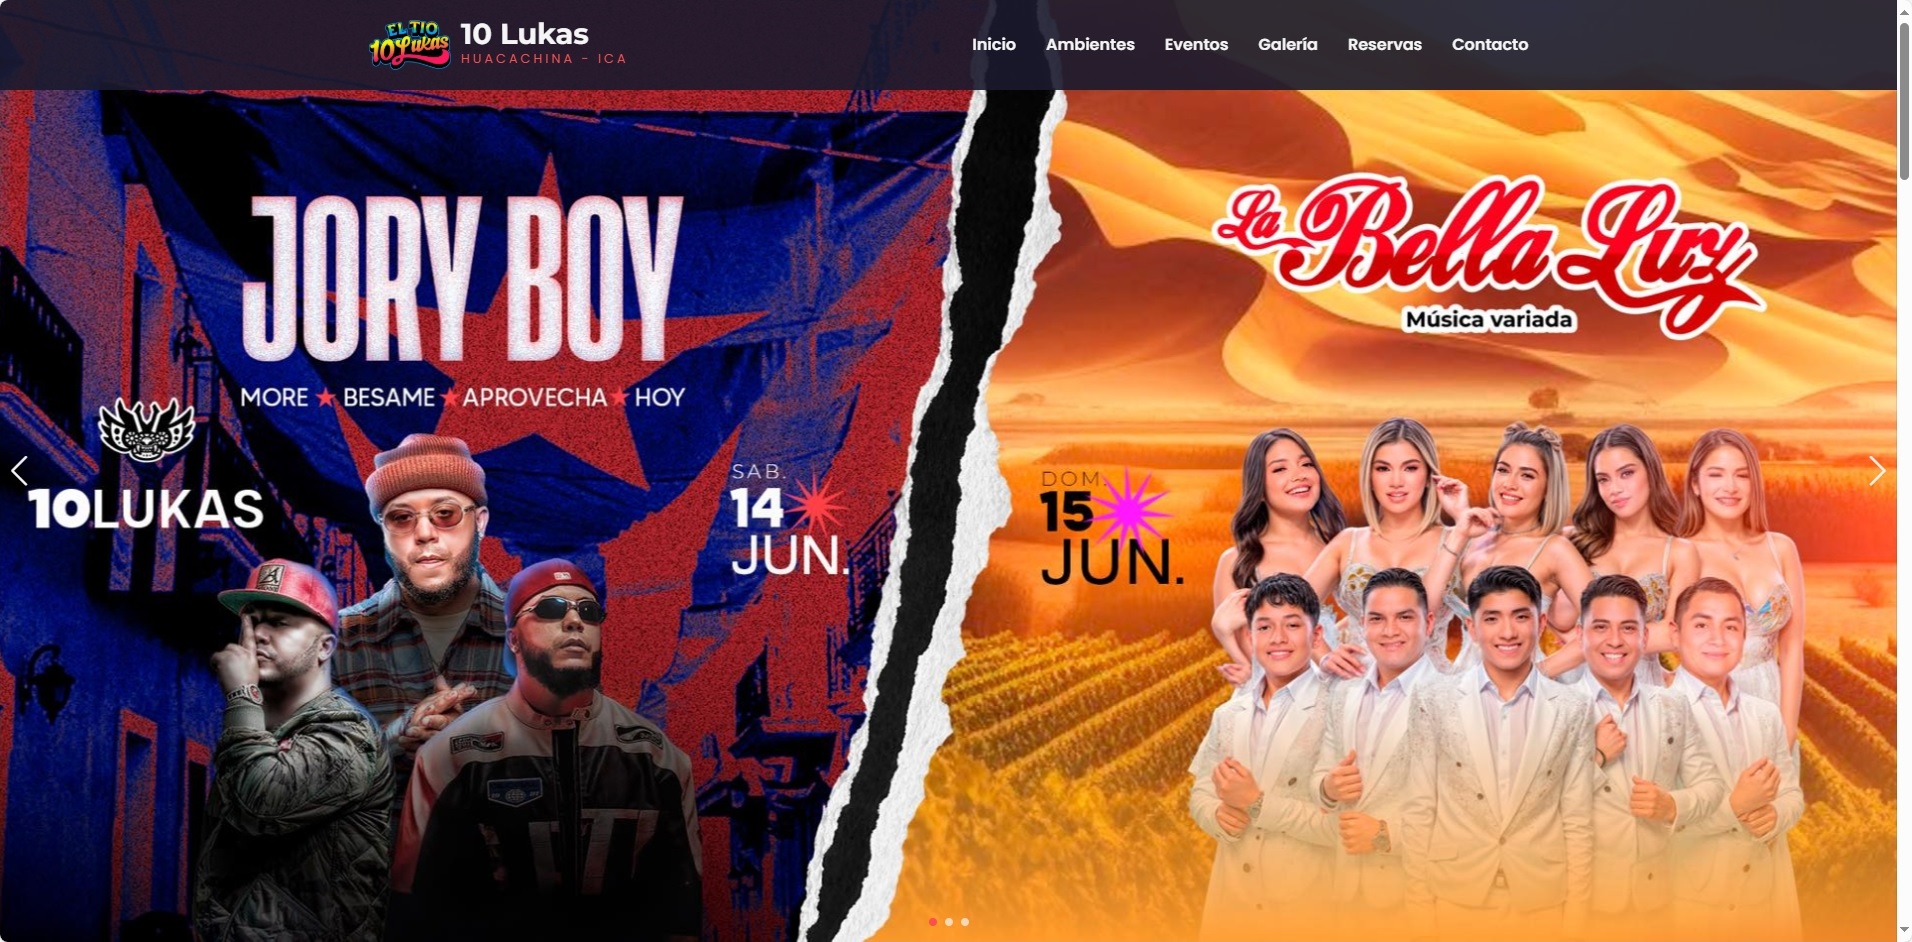 EL TIO
10 Lukas
10 Lukas
HUACACHINA - ICA
Inicio Ambientes Eventos Galería Reservas Contacto
JORY BOY
MORE ★ BESAME ★ APROVECHA ★ HOY
10LUKAS
SAB.
14
JUN.
La Bella Luz
Música variada
DOM.
15
JUN.